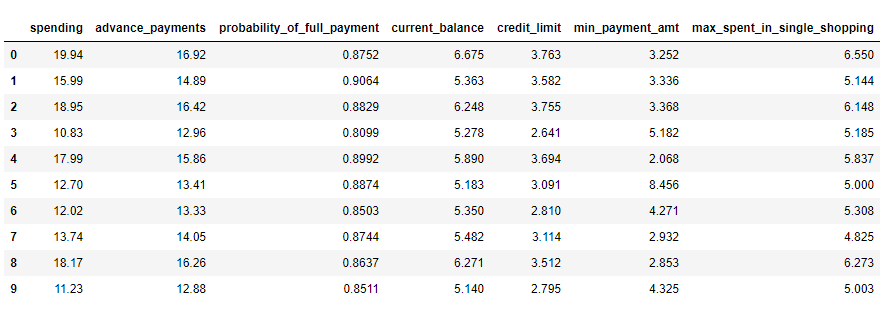 spending advance_payments probability_of_full_payment current_balance credit_limit min_payment_amt max_spent_in_single_shopping
0 19.94 16.92 0.8752 6.675 3.763 3.252 6.550
1 15.99 14.89 0.9064 5.363 3.582 3.336 5.144
2 18.95 16.42 0.8829 6.248 3.755 3.368 6.148
3 10.83 12.96 0.8099 5.278 2.641 5.182 5.185
4 17.99 15.86 0.8992 5.890 3.694 2.068 5.837
5 12.70 13.41 0.8874 5.183 3.091 8.456 5.000
6 12.02 13.33 0.8503 5.350 2.810 4.271 5.308
7 13.74 14.05 0.8744 5.482 3.114 2.932 4.825
8 18.17 16.26 0.8637 6.271 3.512 2.853 6.273
9 11.23 12.88 0.8511 5.140 2.795 4.325 5.003